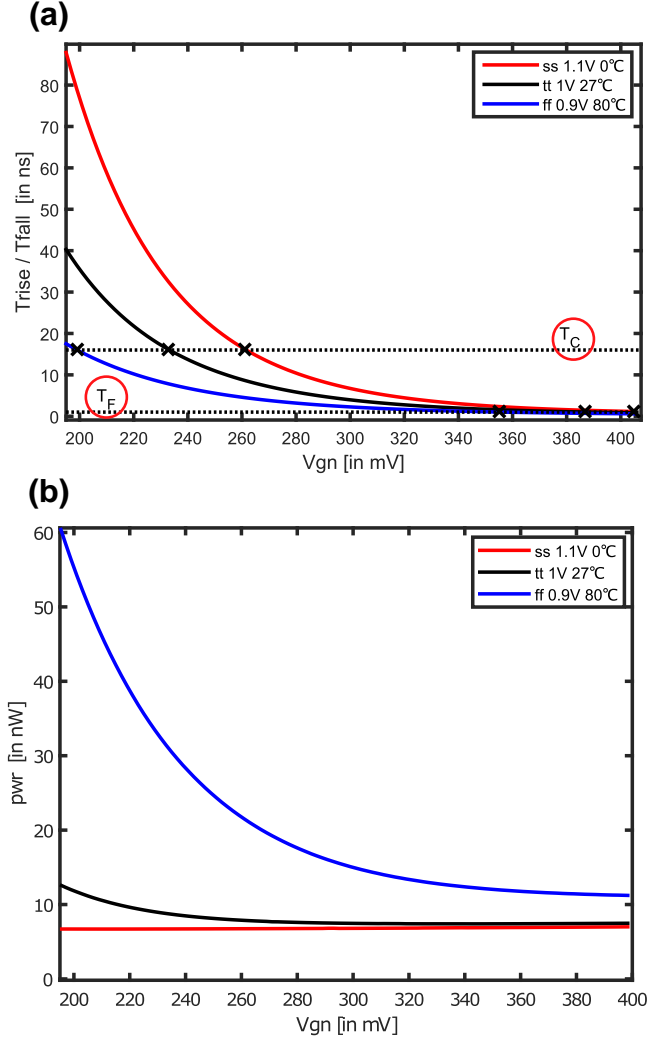 (a)
Trise / Tfall [in ns]
80
70
60
50
40
30
20
10
0
ss 1.1V 0℃
tt 1V 27℃
ff 0.9V 80℃
T_C
T_F
200 220 240 260 280 300 320 340 360 380 400
Vgn [in mV]
(b)
pwr [in nW]
60
50
40
30
20
10
0
ss 1.1V 0℃
tt 1V 27℃
ff 0.9V 80℃
200 220 240 260 280 300 320 340 360 380 400
Vgn [in mV]